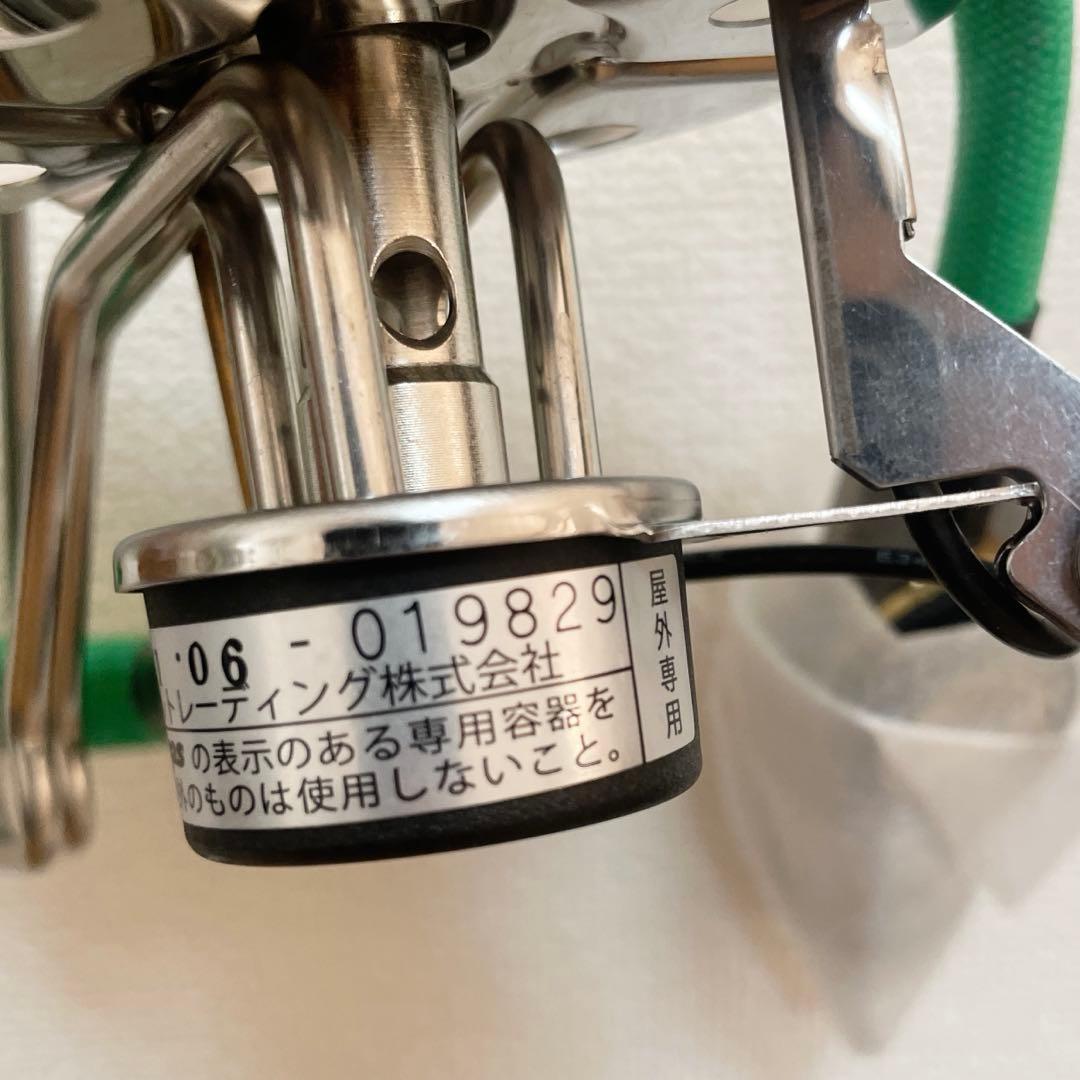 ·06 - 019829
トレーディング株式会社
の表示のある専用容器を
外のものは使用しないこと。
屋外専用